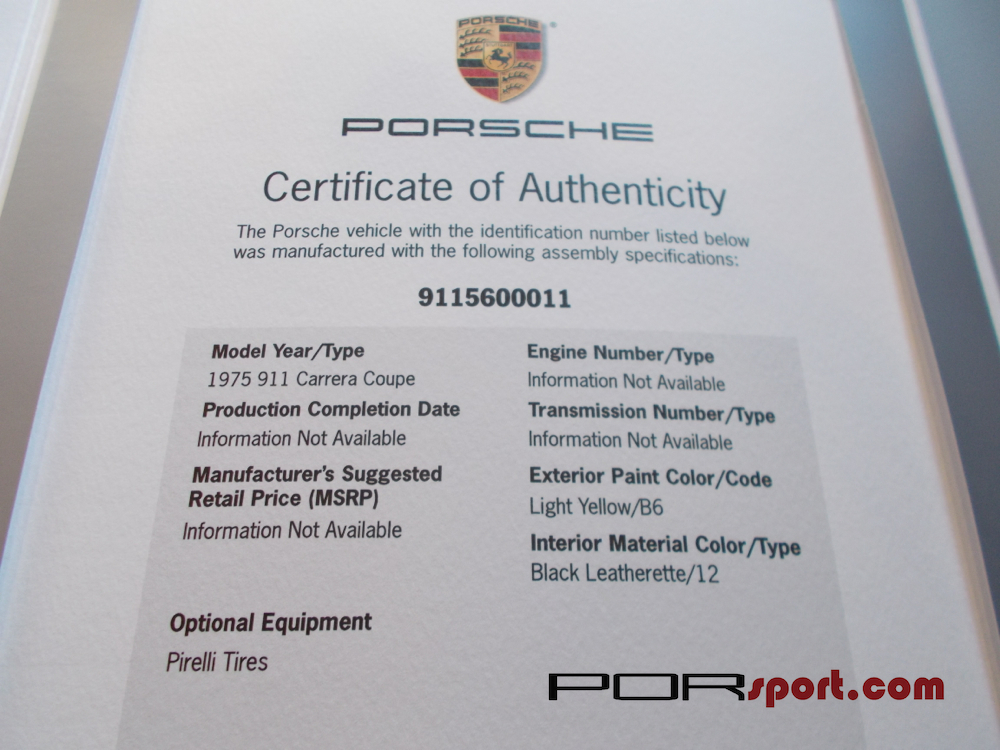 PORSCHE
PORSCHE
Certificate of Authenticity
The Porsche vehicle with the identification number listed below
was manufactured with the following assembly specifications:
9115600011
Model Year/Type
1975 911 Carrera Coupe
Production Completion Date
Information Not Available
Manufacturer's Suggested
Retail Price (MSRP)
Information Not Available
Engine Number/Type
Information Not Available
Transmission Number/Type
Information Not Available
Exterior Paint Color/Code
Light Yellow/B6
Interior Material Color/Type
Black Leatherette/12
Optional Equipment
Pirelli Tires
PORsport.com